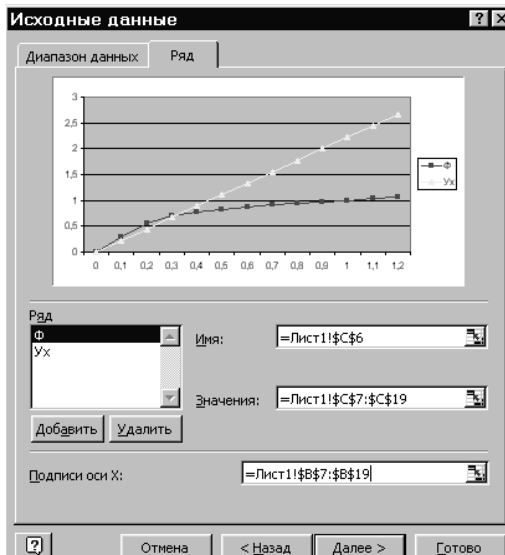 Исходные данные
Диапазон данных Ряд
3
2,5
2
1,5
1
0,5
0
0 0,1 0,2 0,3 0,4 0,5 0,6 0,7 0,8 0,9 1 1,1 1,2
Ф
Ух
Ряд
Ф
Ух
Имя: =Лист1!$C$6
Значения: =Лист1!$C$7:$C$19
Добавить Удалить
Подписи оси X: =Лист1!$B$7:$B$19
Отмена < Назад Далее > Готово